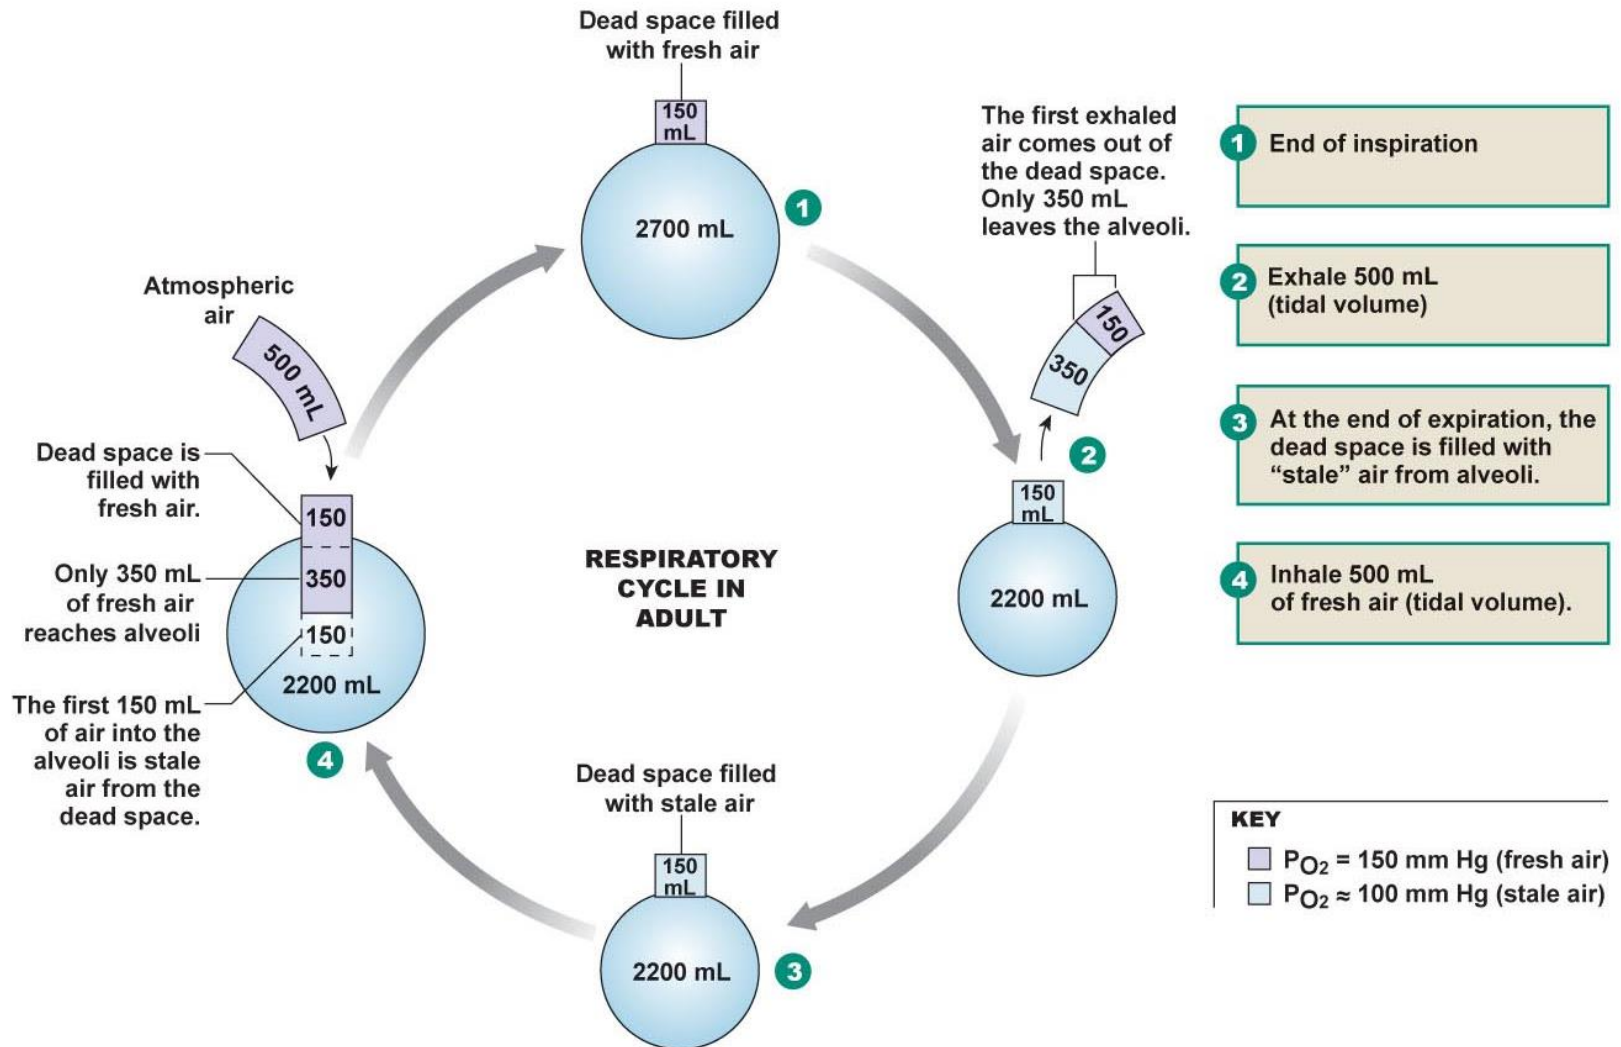 Dead space filled
with fresh air
150
mL
2700 mL
1
The first exhaled
air comes out of
the dead space.
Only 350 mL
leaves the alveoli.
150
350
2
150
mL
2200 mL
Atmospheric
air
500 mL
Dead space is
filled with
fresh air.
150
Only 350 mL
of fresh air
reaches alveoli
350
150
2200 mL
The first 150 mL
of air into the
alveoli is stale
air from the
dead space.
4
RESPIRATORY
CYCLE IN
ADULT
Dead space filled
with stale air
150
mL
2200 mL
3
1 End of inspiration
2 Exhale 500 mL
(tidal volume)
3 At the end of expiration, the
dead space is filled with
“stale” air from alveoli.
4 Inhale 500 mL
of fresh air (tidal volume).
KEY
PO2 = 150 mm Hg (fresh air)
PO2 ≈ 100 mm Hg (stale air)